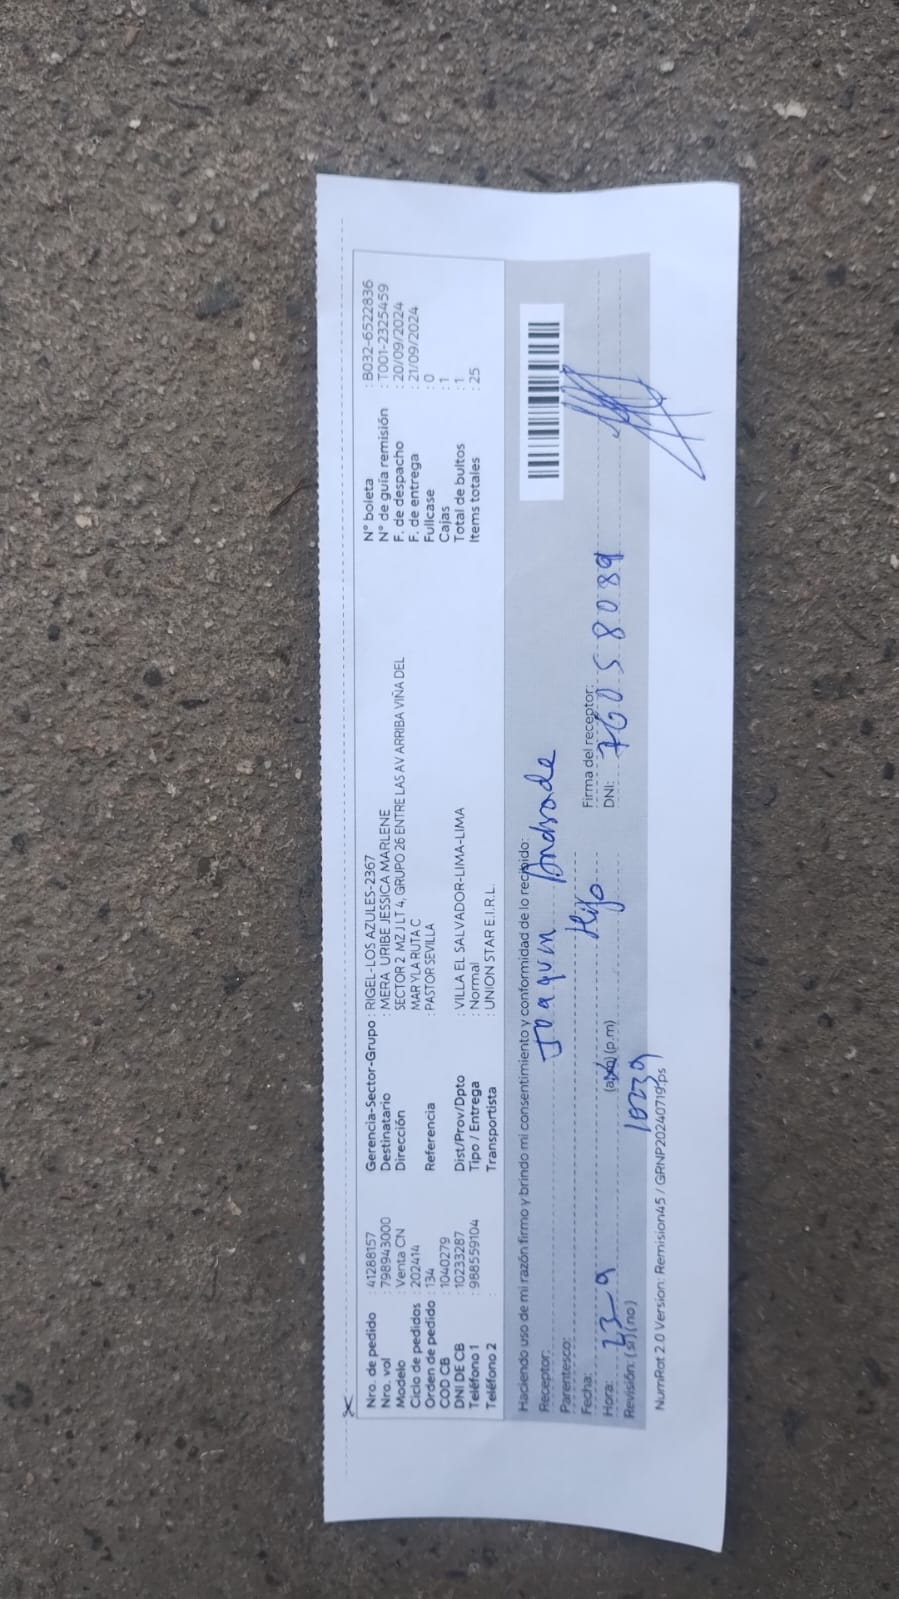 Nro. de pedido : 41288157 Gerencia-Sector-Grupo : RIGEL-LOS AZULES-2367 N° boleta : B032-6522836
Nro. vol : 798943000 Destinatario : MERA URIBE JESSICA MARLENE N° de guía remisión : T001-2325459
Modelo : Venta CN Dirección SECTOR 2 MZ J LT 4, GRUPO 26 ENTRE LAS AV ARRIBA VIÑA DEL F. de despacho : 20/09/2024
Ciclo de pedidos : 202414 MAR YLA RUTA C F. de entrega : 21/09/2024
Orden de pedido : 134 Referencia : PASTOR SEVILLA Fullcase : 0
COD CB : 1040279 Cajas : 1
DNI DE CB : 10233287 Dist/Prov/Dpto : VILLA EL SALVADOR-LIMA-LIMA Total de bultos : 1
Teléfono 1 : 988559104 Tipo / Entrega : Normal Items totales : 25
Teléfono 2 : Transportista : UNION STAR E.I.R.L.
Haciendo uso de mi razón firmo y brindo mi consentimiento y conformidad de lo recibido:
Receptor: Joaquin Andrade
Parentesco: Hijo
Fecha: Firma del receptor:
Hora: (a.m) (p.m) DNI: 76058089
Revisión: (si) (no) 10239
NumRot 2.0 Version: Remision45 / GRNP20240719.ps